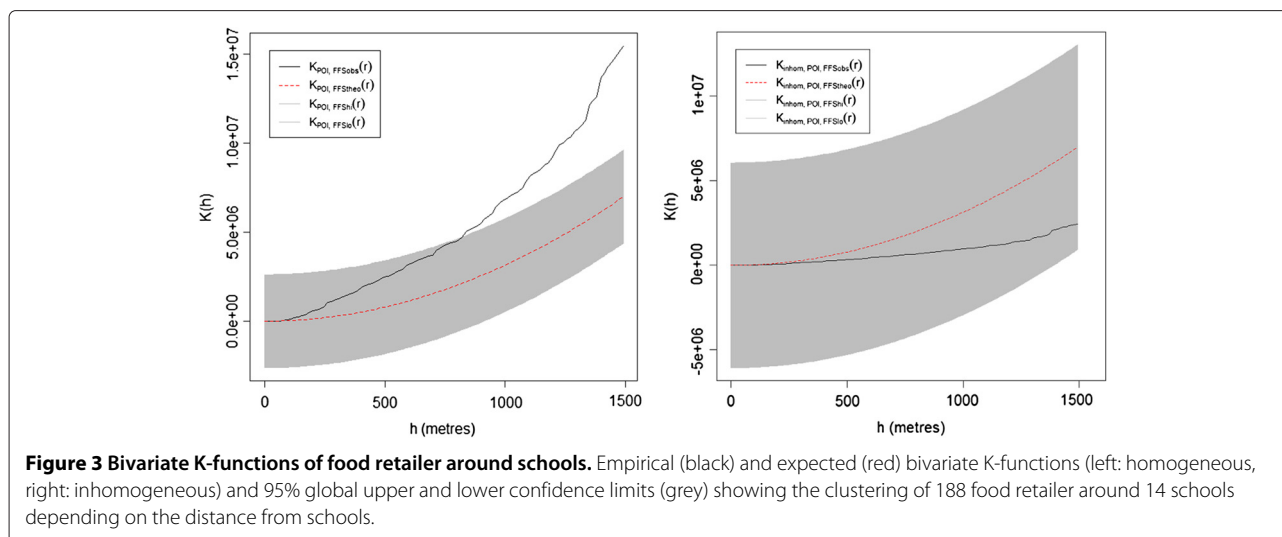 K_POI, FFSobs(r)
K_POI, FFStheo(r)
K_POI, FFShi(r)
K_POI, FFSlo(r)
K(h)
0.0e+00
5.0e+06
1.0e+07
1.5e+07
0
500
1000
1500
h (metres)
K_inhom, POI, FFSobs(r)
K_inhom, POI, FFStheo(r)
K_inhom, POI, FFShi(r)
K_inhom, POI, FFSlo(r)
K(h)
-5e+06
0e+00
5e+06
1e+07
0
500
1000
1500
h (metres)
Figure 3 Bivariate K-functions of food retailer around schools. Empirical (black) and expected (red) bivariate K-functions (left: homogeneous,
right: inhomogeneous) and 95% global upper and lower confidence limits (grey) showing the clustering of 188 food retailer around 14 schools
depending on the distance from schools.